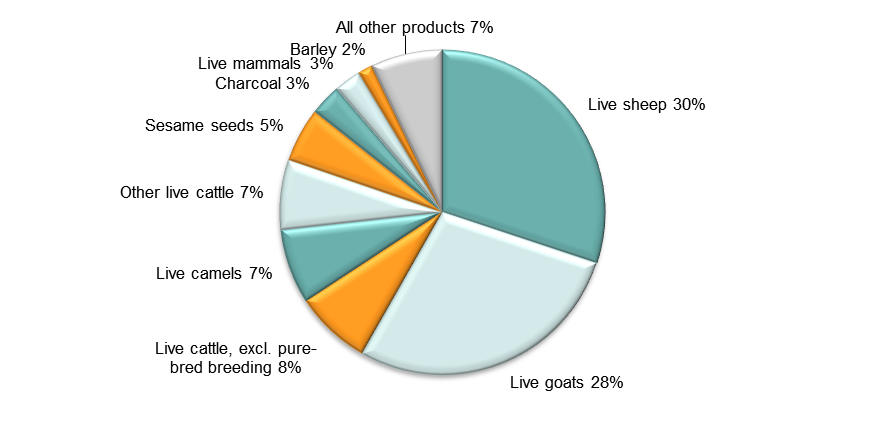 All other products 7%
Barley 2%
Live mammals 3%
Charcoal 3%
Live sheep 30%
Sesame seeds 5%
Other live cattle 7%
Live camels 7%
Live cattle, excl. pure-
bred breeding 8%
Live goats 28%